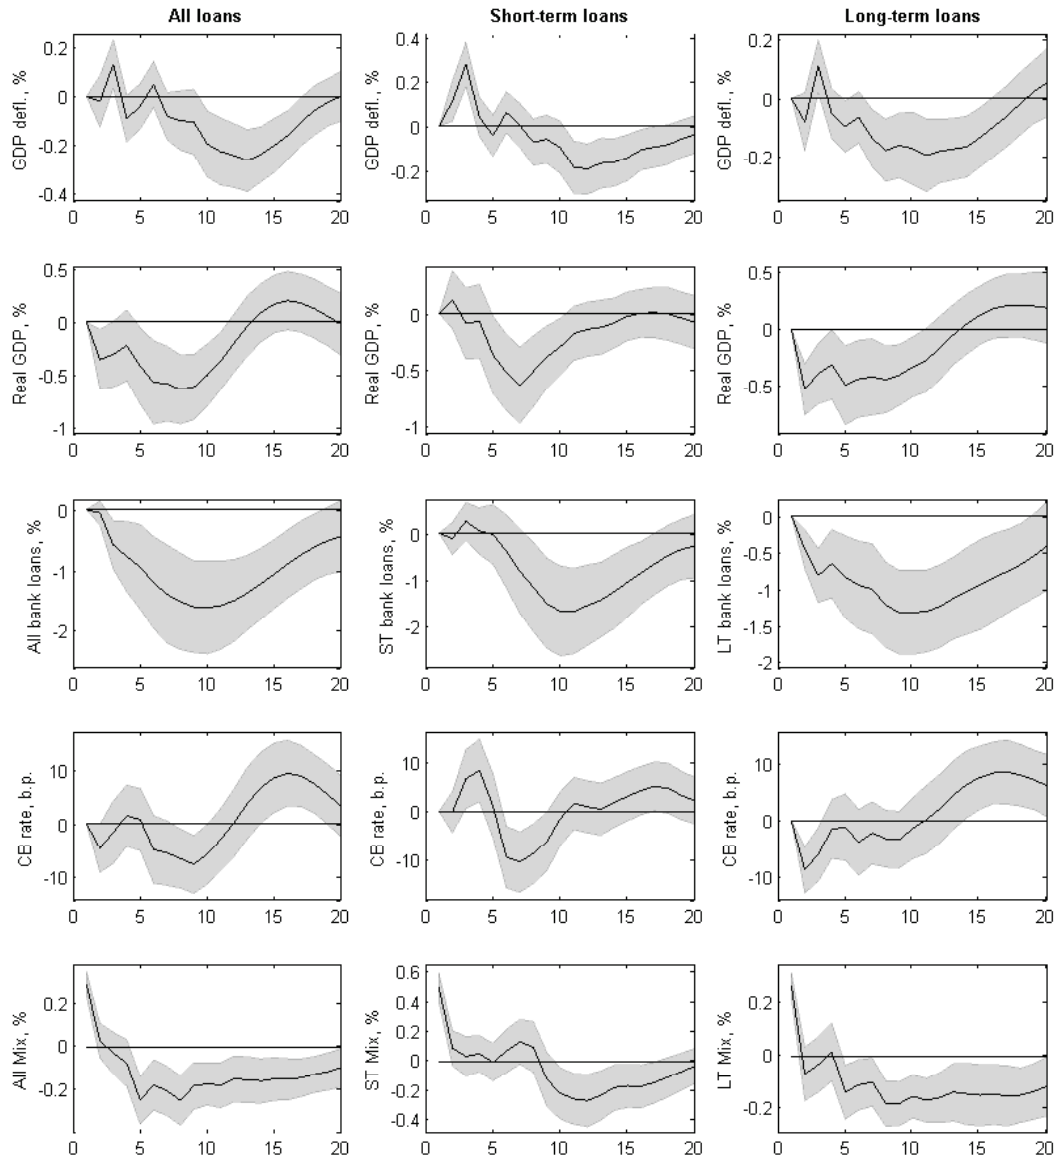 All loans
Short-term loans
Long-term loans
GDP defl., %
0.2
0
-0.2
-0.4
0 5 10 15 20
GDP defl., %
0.4
0.2
0
-0.2
0 5 10 15 20
GDP defl., %
0.2
0
-0.2
0 5 10 15 20
Real GDP, %
0.5
0
-0.5
-1
0 5 10 15 20
Real GDP, %
0.5
0
-0.5
-1
0 5 10 15 20
Real GDP, %
0.5
0
-0.5
0 5 10 15 20
All bank loans, %
0
-1
-2
0 5 10 15 20
ST bank loans, %
0
-1
-2
0 5 10 15 20
LT bank loans, %
0
-0.5
-1
-1.5
-2
0 5 10 15 20
CB rate, b.p.
10
0
-10
0 5 10 15 20
CB rate, b.p.
10
0
-10
0 5 10 15 20
CB rate, b.p.
10
0
-10
0 5 10 15 20
All Mix, %
0.2
0
-0.2
0 5 10 15 20
ST Mix, %
0.6
0.4
0.2
0
-0.2
-0.4
0 5 10 15 20
LT Mix, %
0.2
0
-0.2
0 5 10 15 20